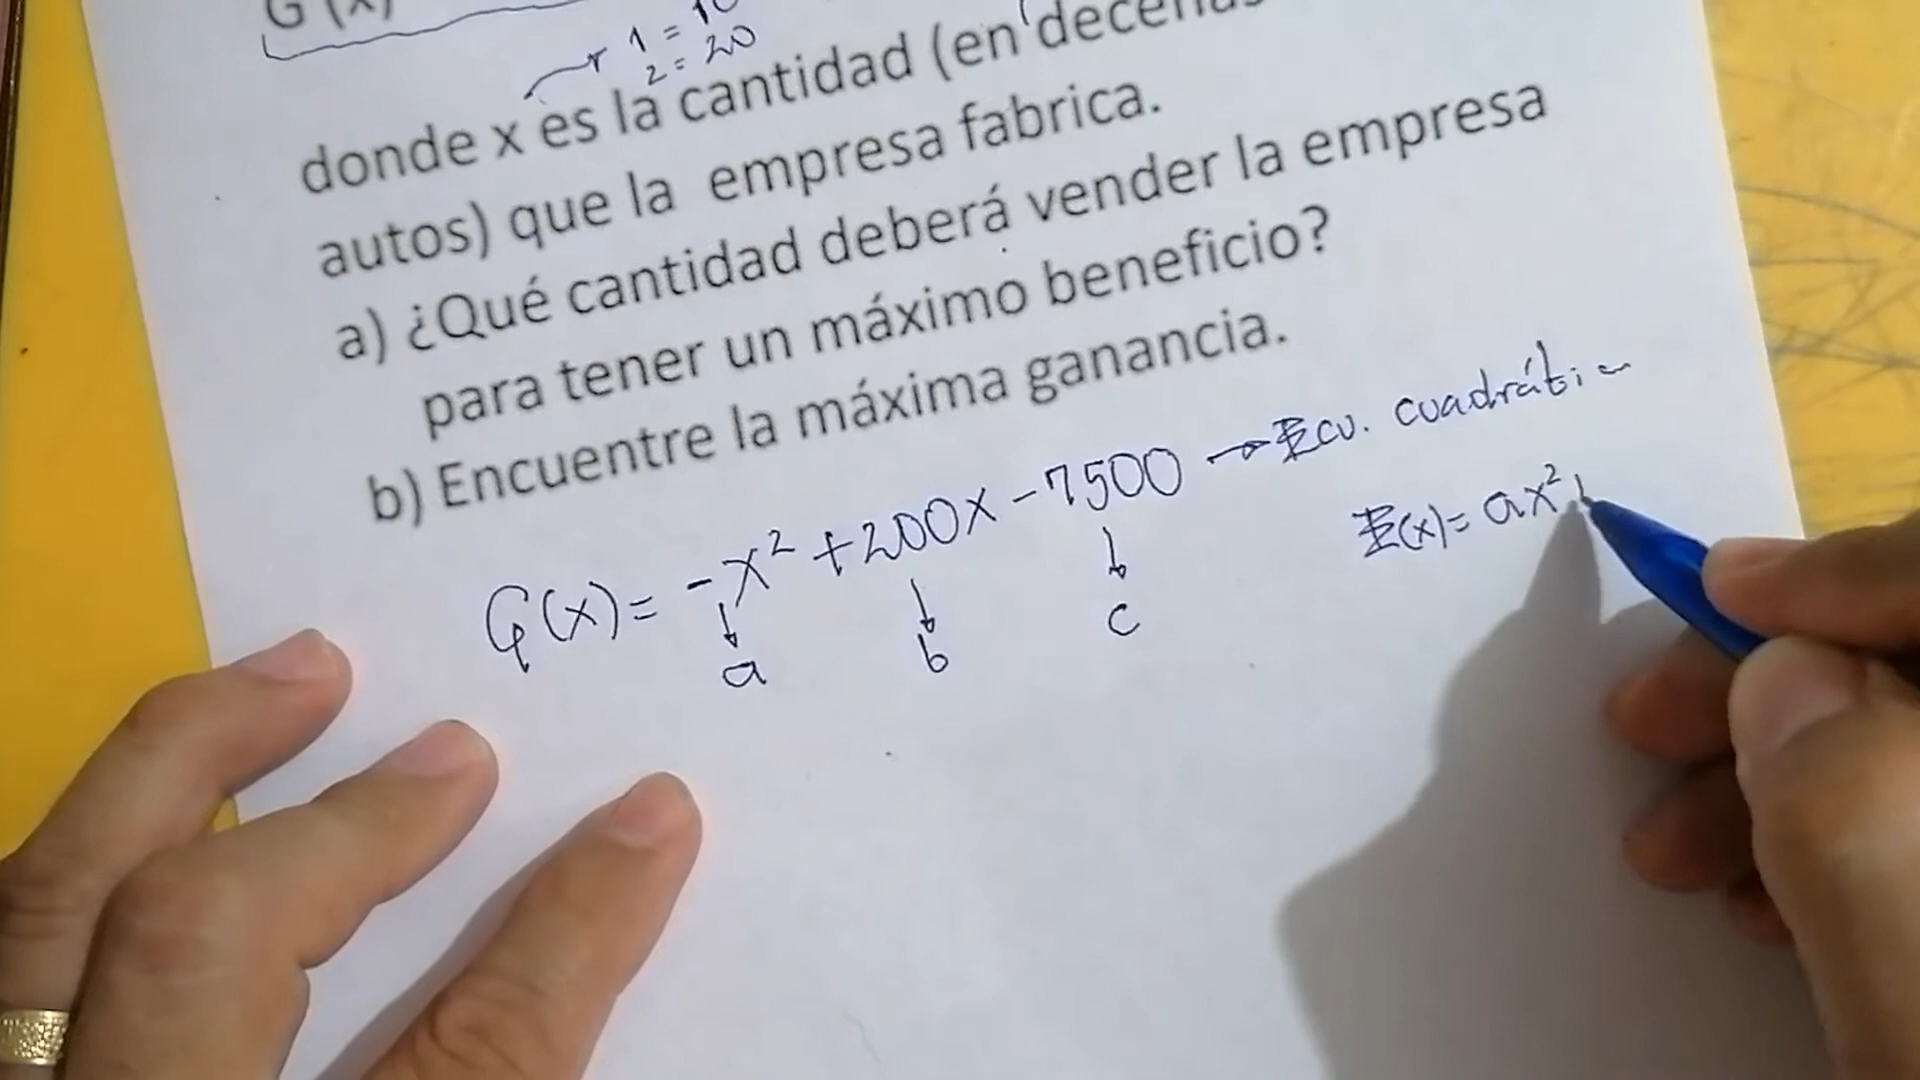 G (x)
1 = 10
2 = 20
donde x es la cantidad (en decenas
autos) que la empresa fabrica.
a) ¿Qué cantidad deberá vender la empresa
para tener un máximo beneficio?
b) Encuentre la máxima ganancia.
G(x) = -x² + 200x - 7500 → Ecu. cuadráti
a b c
E(x) = ax²